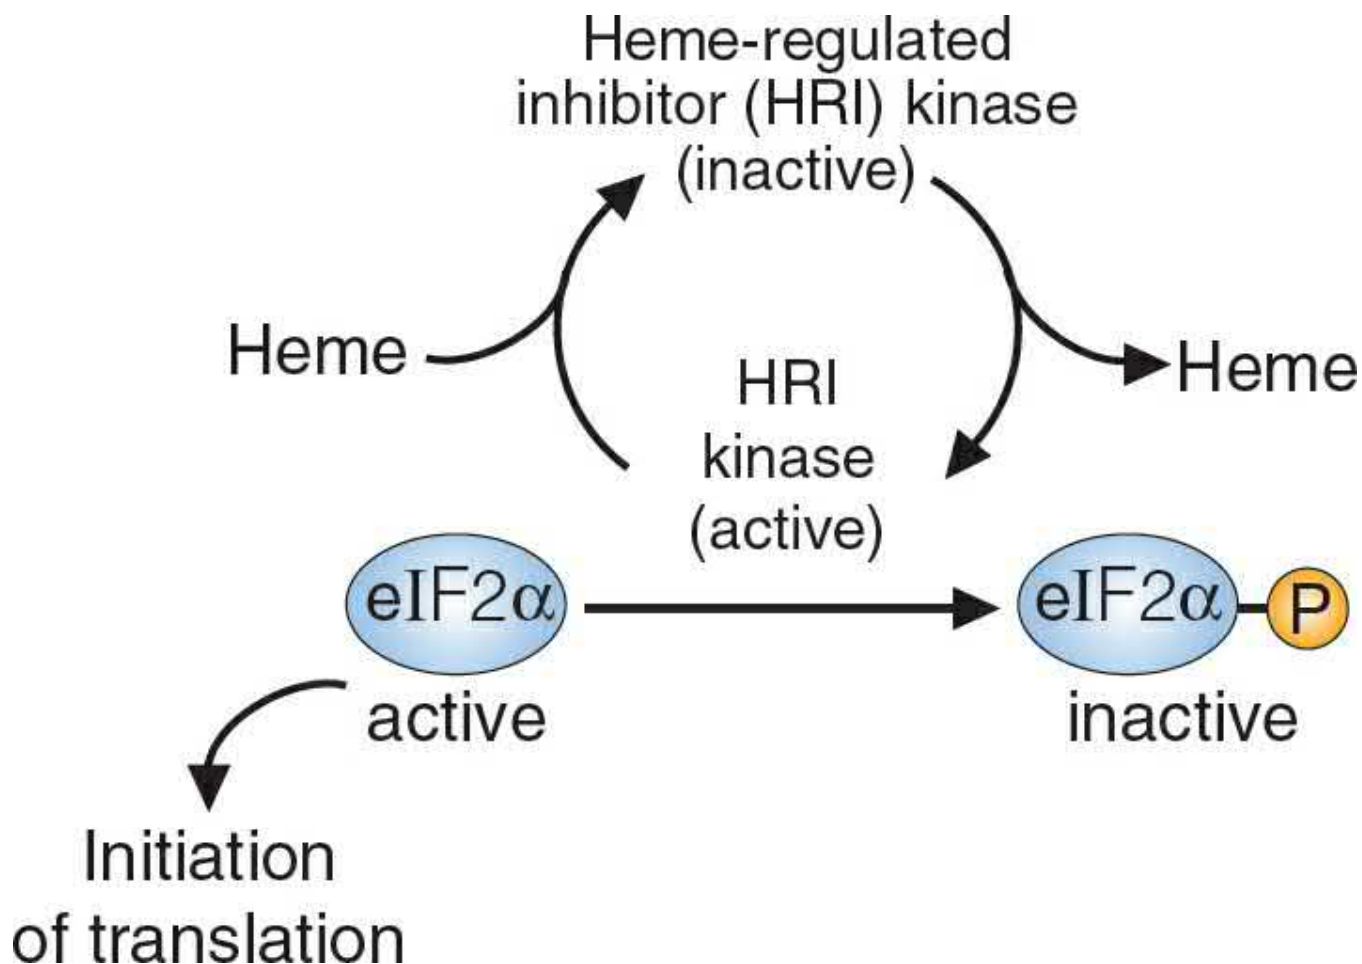 Heme-regulated
inhibitor (HRI) kinase
(inactive)
Heme
Heme
HRI
kinase
(active)
eIF2α
eIF2α
P
active
inactive
Initiation
of translation